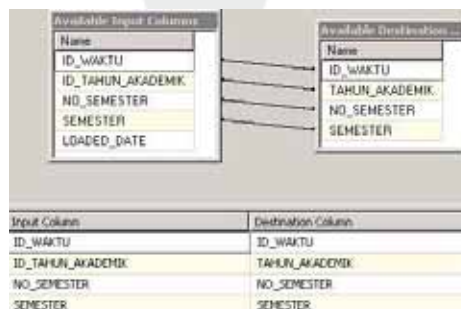 Available Input Columns
Name
ID_WAKTU
ID_TAHUN_AKADEMIK
NO_SEMESTER
SEMESTER
LOADED_DATE
Available Destination ...
Name
ID_WAKTU
TAHUN_AKADEMIK
NO_SEMESTER
SEMESTER
Input Column Destination Column
ID_WAKTU ID_WAKTU
ID_TAHUN_AKADEMIK TAHUN_AKADEMIK
NO_SEMESTER NO_SEMESTER
SEMESTER SEMESTER